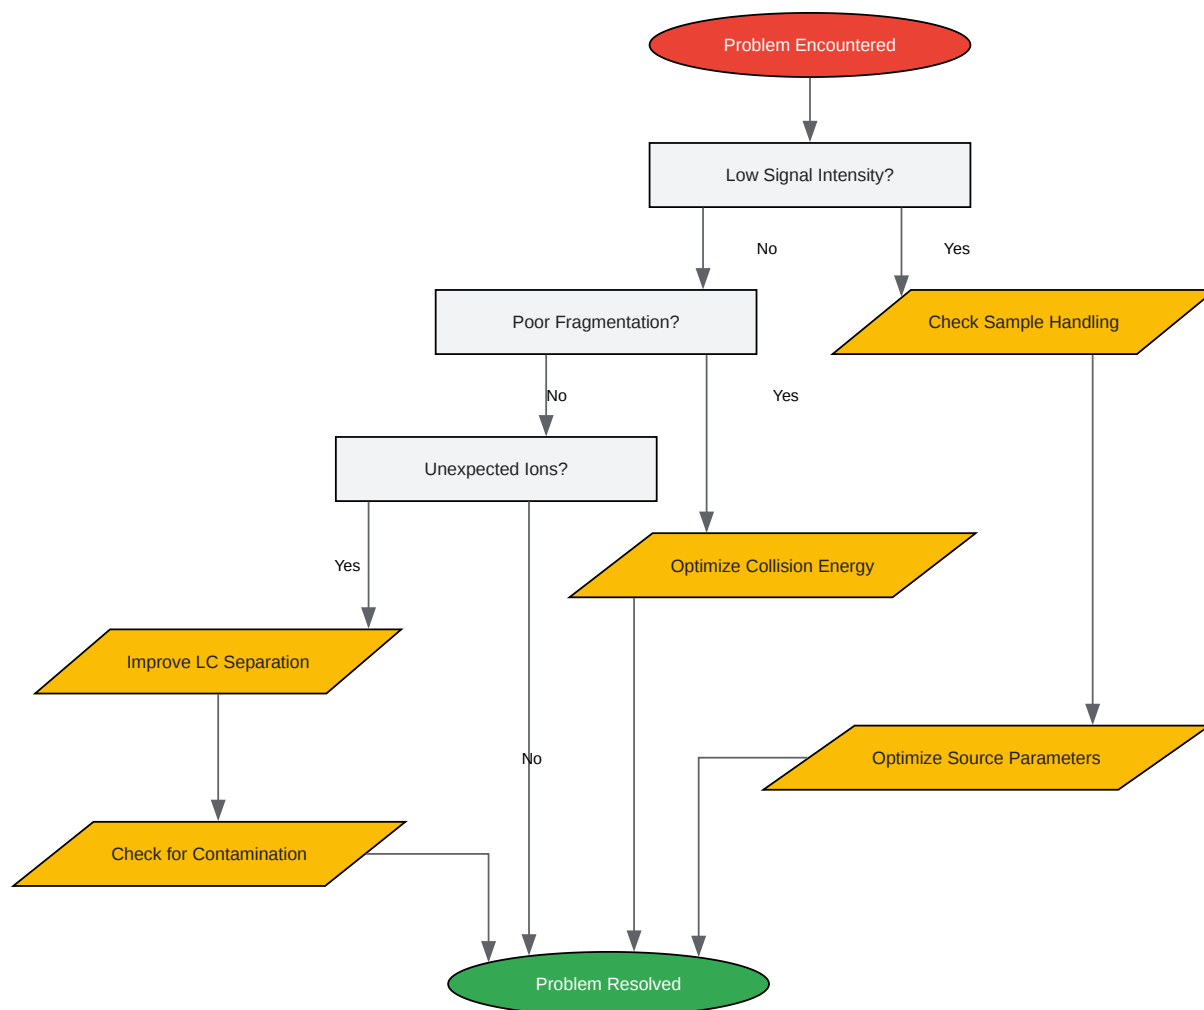 Problem Encountered
Low Signal Intensity?
No
Yes
Poor Fragmentation?
Check Sample Handling
No
Yes
Unexpected Ions?
Yes
Optimize Collision Energy
Improve LC Separation
No
Optimize Source Parameters
Check for Contamination
Problem Resolved